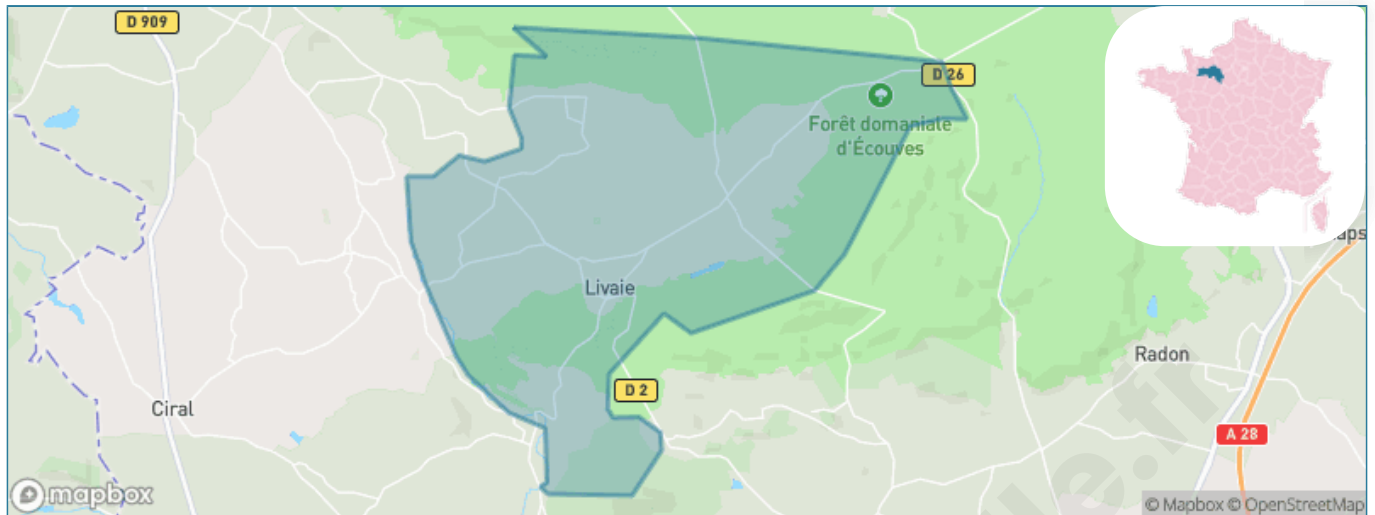 D 909
D 26
Forêt domaniale
d'Écouves
Livaie
Radon
D 2
Ciral
A 28
mapbox
© Mapbox © OpenStreetMap